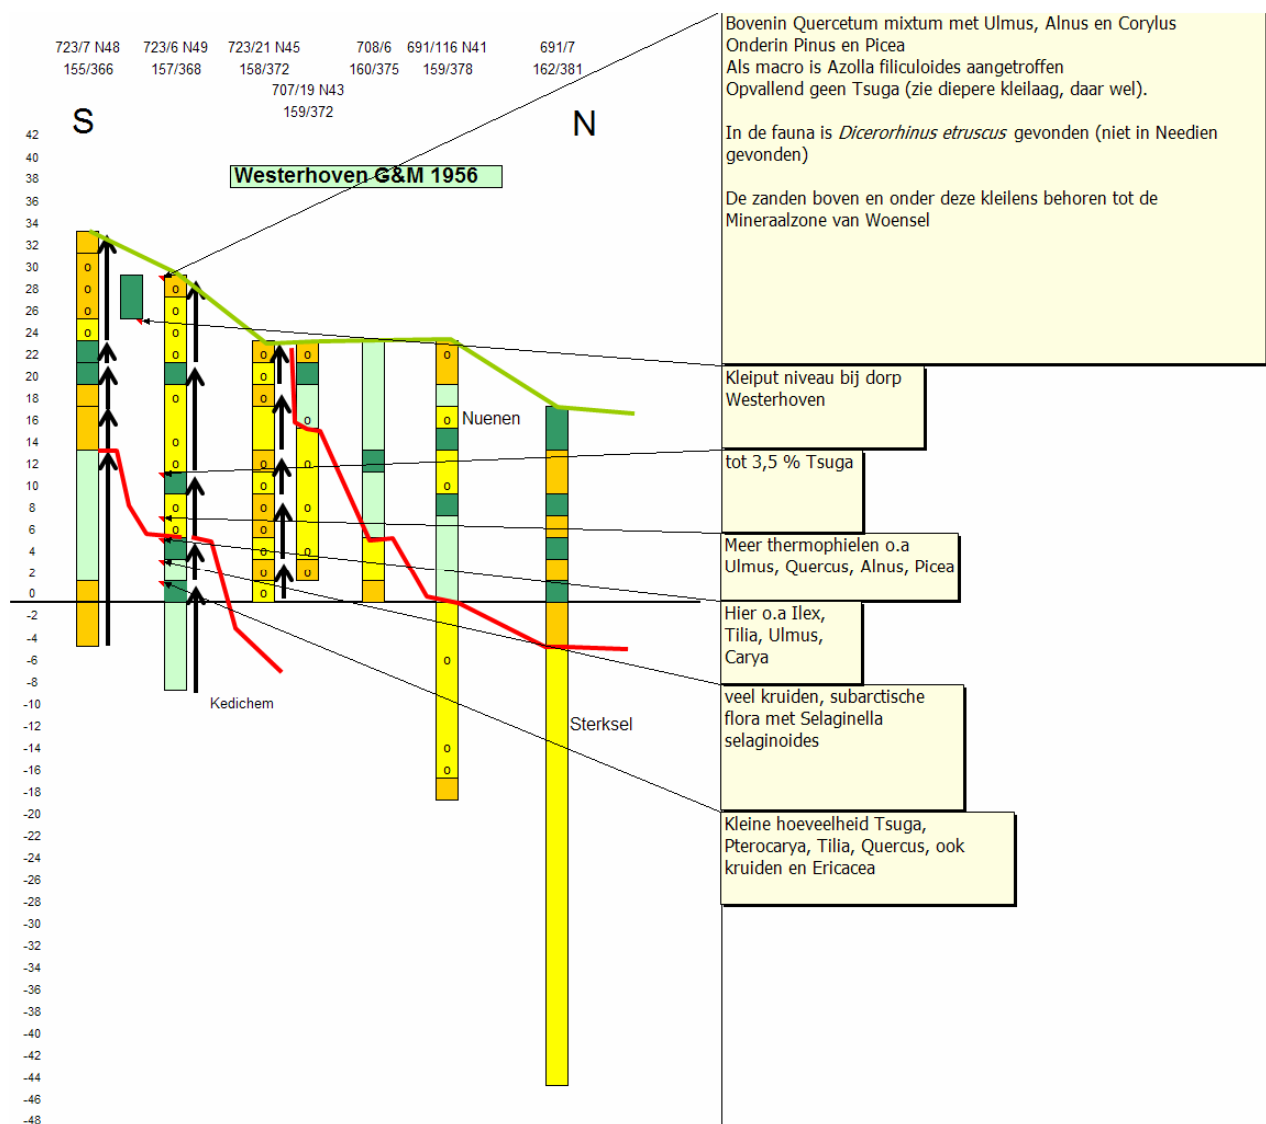 723/7 N48 723/6 N49 723/21 N45 708/6 691/116 N41 691/7
155/366 157/368 158/372 160/375 159/378 162/381
707/19 N43
159/372
S N
Westerhoven G&M 1956
42
40
38
36
34
32
30
28
26
24
22
20
18
16
14
12
10
8
6
4
2
0
-2
-4
-6
-8
-10
-12
-14
-16
-18
-20
-22
-24
-26
-28
-30
-32
-34
-36
-38
-40
-42
-44
-46
-48
Nuenen
Kedichem
Sterksel
Bovenin Quercetum mixtum met Ulmus, Alnus en Corylus
Onderin Pinus en Picea
Als macro is Azolla filiculoides aangetroffen
Opvallend geen Tsuga (zie diepere kleilaag, daar wel).
In de fauna is Dicerorhinus etruscus gevonden (niet in Needien
gevonden)
De zanden boven en onder deze kleilens behoren tot de
Mineraalzone van Woensel
Kleiput niveau bij dorp
Westerhoven
tot 3,5 % Tsuga
Meer thermophielen o.a
Ulmus, Quercus, Alnus, Picea
Hier o.a Ilex,
Tilia, Ulmus,
Carya
veel kruiden, subarctische
flora met Selaginella
selaginoides
Kleine hoeveelheid Tsuga,
Pterocarya, Tilia, Quercus, ook
kruiden en Ericacea